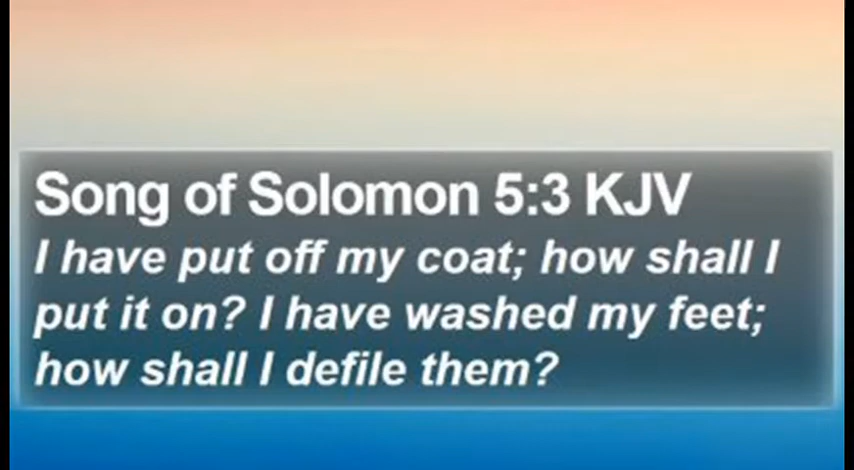 Song of Solomon 5:3 KJV
I have put off my coat; how shall I
put it on? I have washed my feet;
how shall I defile them?